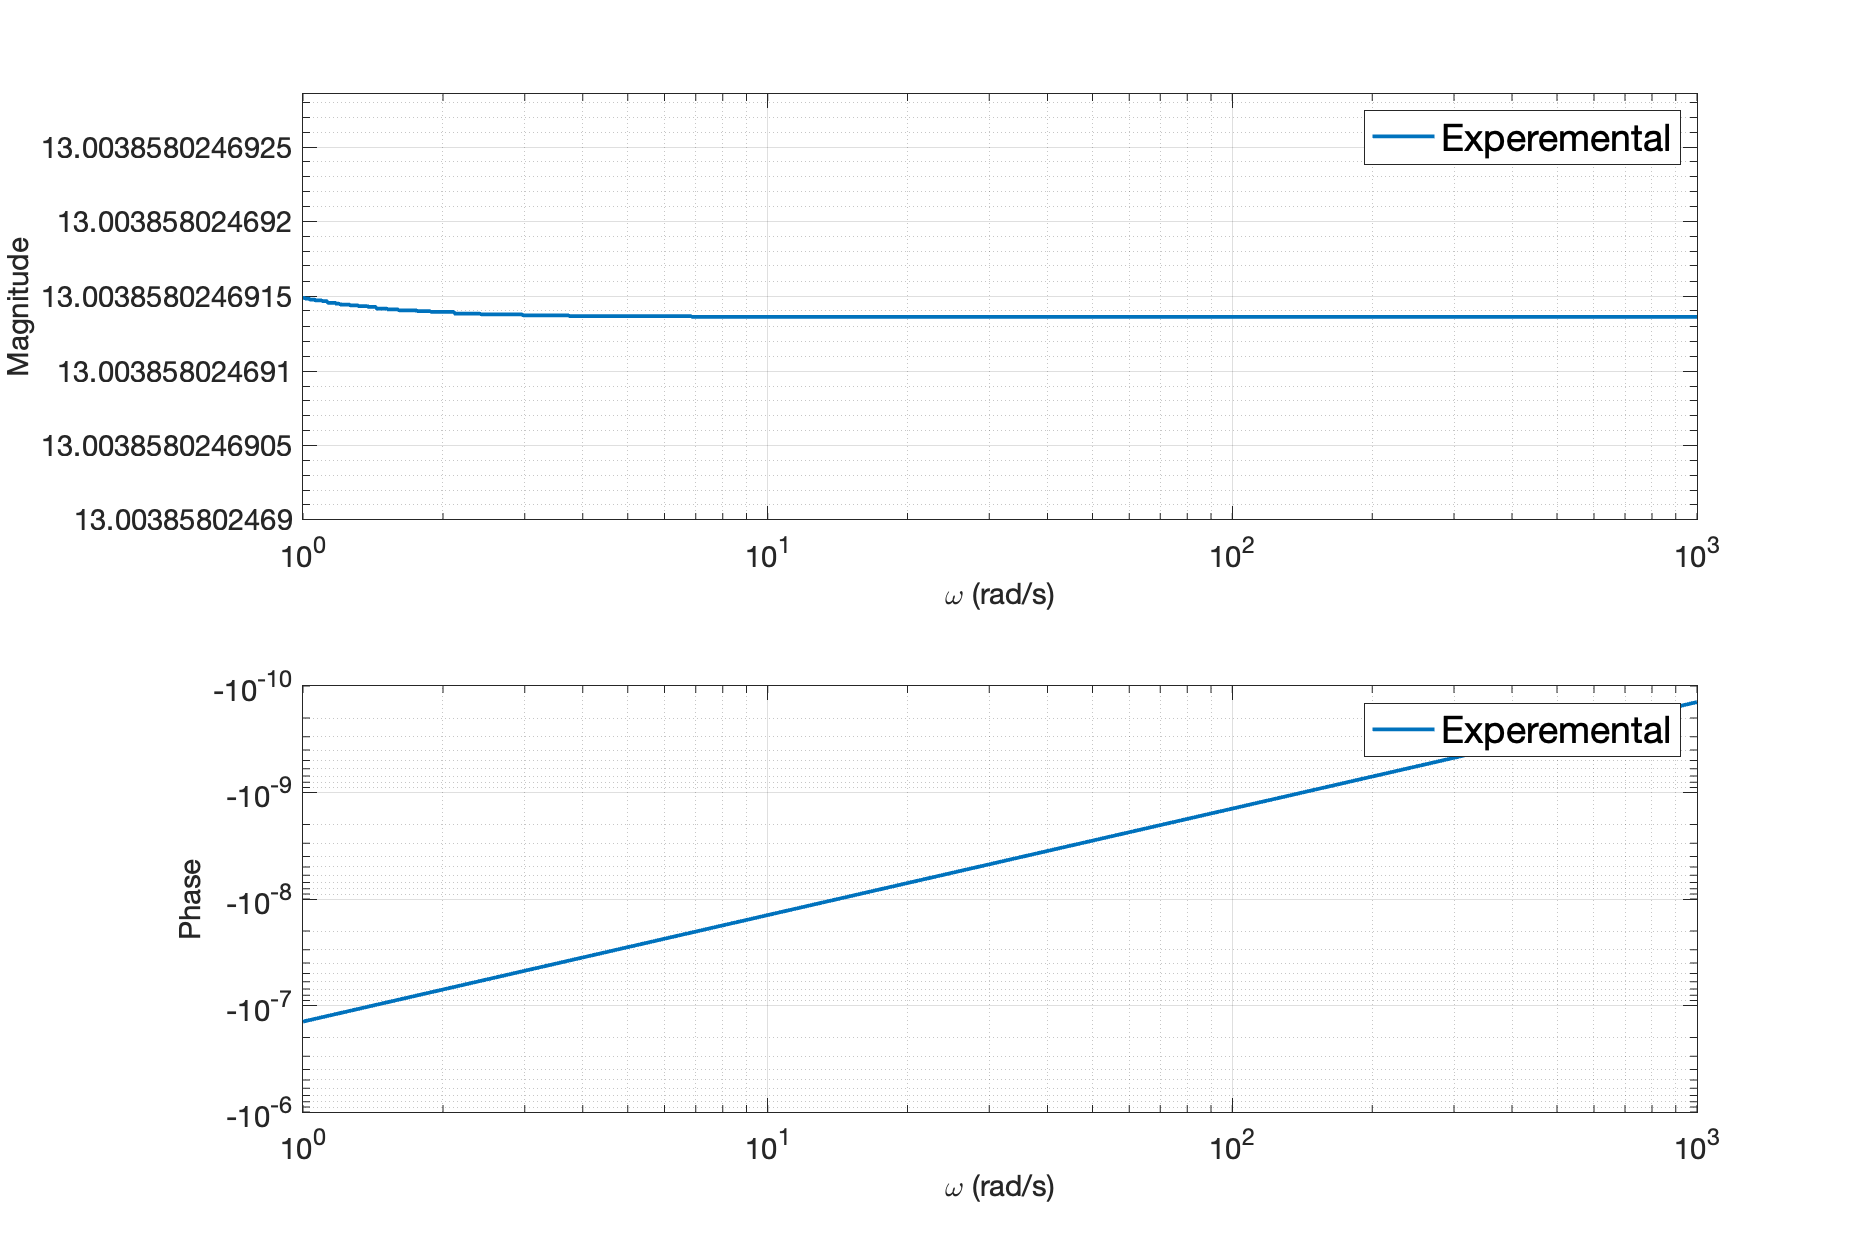 Experemental
13.0038580246925
13.003858024692
13.0038580246915
13.003858024691
13.0038580246905
13.00385802469
Magnitude
10^0 10^1 10^2 10^3
ω (rad/s)
Experemental
-10^-10
-10^-9
-10^-8
-10^-7
-10^-6
Phase
10^0 10^1 10^2 10^3
ω (rad/s)